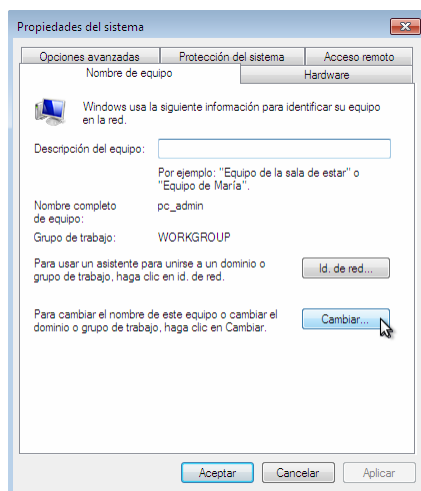 Propiedades del sistema
Opciones avanzadas
Protección del sistema
Acceso remoto
Nombre de equipo
Hardware
Windows usa la siguiente información para identificar su equipo
en la red.
Descripción del equipo:
Por ejemplo: "Equipo de la sala de estar" o
"Equipo de María".
Nombre completo
de equipo:
pc_admin
Grupo de trabajo:
WORKGROUP
Para usar un asistente para unirse a un dominio o
grupo de trabajo, haga clic en id. de red.
Id. de red...
Para cambiar el nombre de este equipo o cambiar el
dominio o grupo de trabajo, haga clic en Cambiar.
Cambiar...
Aceptar
Cancelar
Aplicar